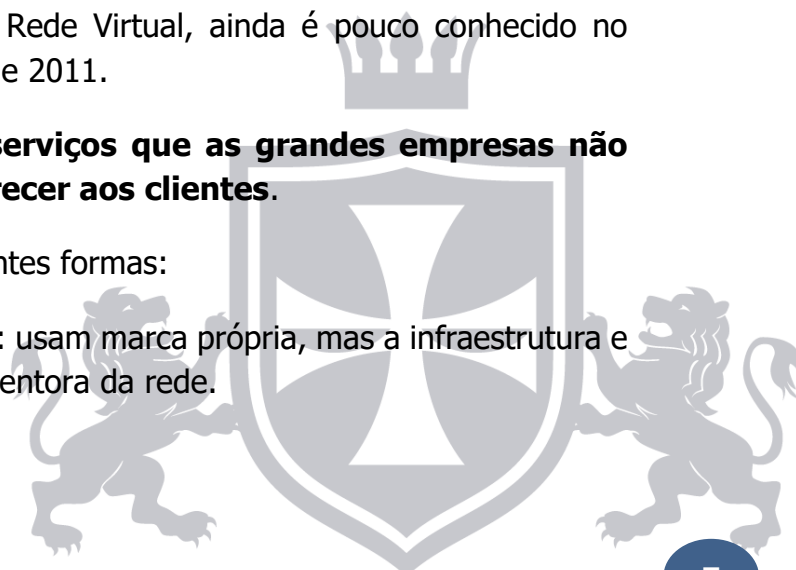 Rede Virtual, ainda é pouco conhecido no
e 2011.
serviços que as grandes empresas não
recer aos clientes.
ntes formas:
: usam marca própria, mas a infraestrutura e
entora da rede.